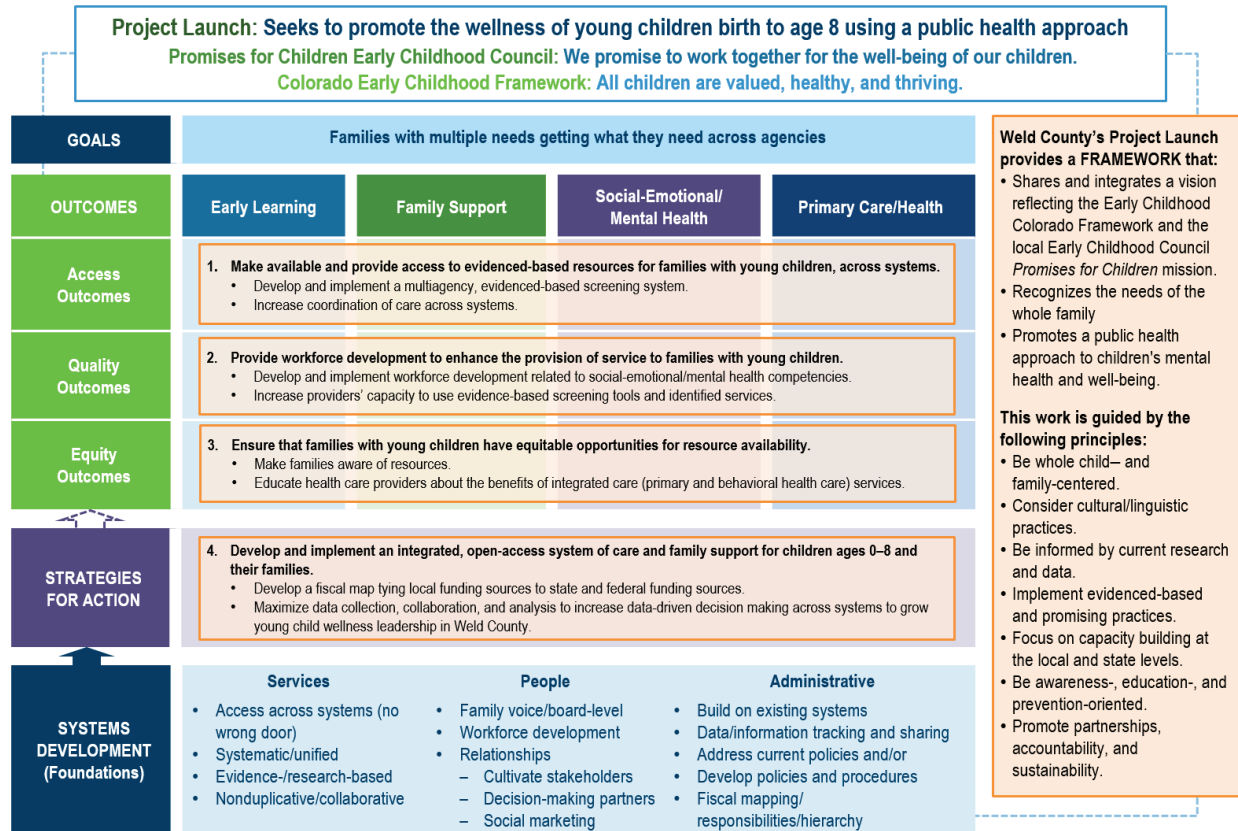 Project Launch: Seeks to promote the wellness of young children birth to age 8 using a public health approach
Promises for Children Early Childhood Council: We promise to work together for the well-being of our children.
Colorado Early Childhood Framework: All children are valued, healthy, and thriving.
GOALS
Families with multiple needs getting what they need across agencies
OUTCOMES
Early Learning
Family Support
Social-Emotional/
Mental Health
Primary Care/Health
Access
Outcomes
1. Make available and provide access to evidenced-based resources for families with young children, across systems.
• Develop and implement a multiagency, evidenced-based screening system.
• Increase coordination of care across systems.
Quality
Outcomes
2. Provide workforce development to enhance the provision of service to families with young children.
• Develop and implement workforce development related to social-emotional/mental health competencies.
• Increase providers' capacity to use evidence-based screening tools and identified services.
Equity
Outcomes
3. Ensure that families with young children have equitable opportunities for resource availability.
• Make families aware of resources.
• Educate health care providers about the benefits of integrated care (primary and behavioral health care) services.
STRATEGIES
FOR ACTION
4. Develop and implement an integrated, open-access system of care and family support for children ages 0–8 and
their families.
• Develop a fiscal map tying local funding sources to state and federal funding sources.
• Maximize data collection, collaboration, and analysis to increase data-driven decision making across systems to grow
young child wellness leadership in Weld County.
SYSTEMS
DEVELOPMENT
(Foundations)
Services
• Access across systems (no
wrong door)
• Systematic/unified
• Evidence-/research-based
• Nonduplicative/collaborative
People
• Family voice/board-level
• Workforce development
• Relationships
– Cultivate stakeholders
– Decision-making partners
– Social marketing
Administrative
• Build on existing systems
• Data/information tracking and sharing
• Address current policies and/or
• Develop policies and procedures
• Fiscal mapping/
responsibilities/hierarchy
Weld County's Project Launch
provides a FRAMEWORK that:
• Shares and integrates a vision
reflecting the Early Childhood
Colorado Framework and the
local Early Childhood Council
Promises for Children mission.
• Recognizes the needs of the
whole family
• Promotes a public health
approach to children's mental
health and well-being.
This work is guided by the
following principles:
• Be whole child– and
family-centered.
• Consider cultural/linguistic
practices.
• Be informed by current research
and data.
• Implement evidenced-based
and promising practices.
• Focus on capacity building at
the local and state levels.
• Be awareness-, education-, and
prevention-oriented.
• Promote partnerships,
accountability, and
sustainability.